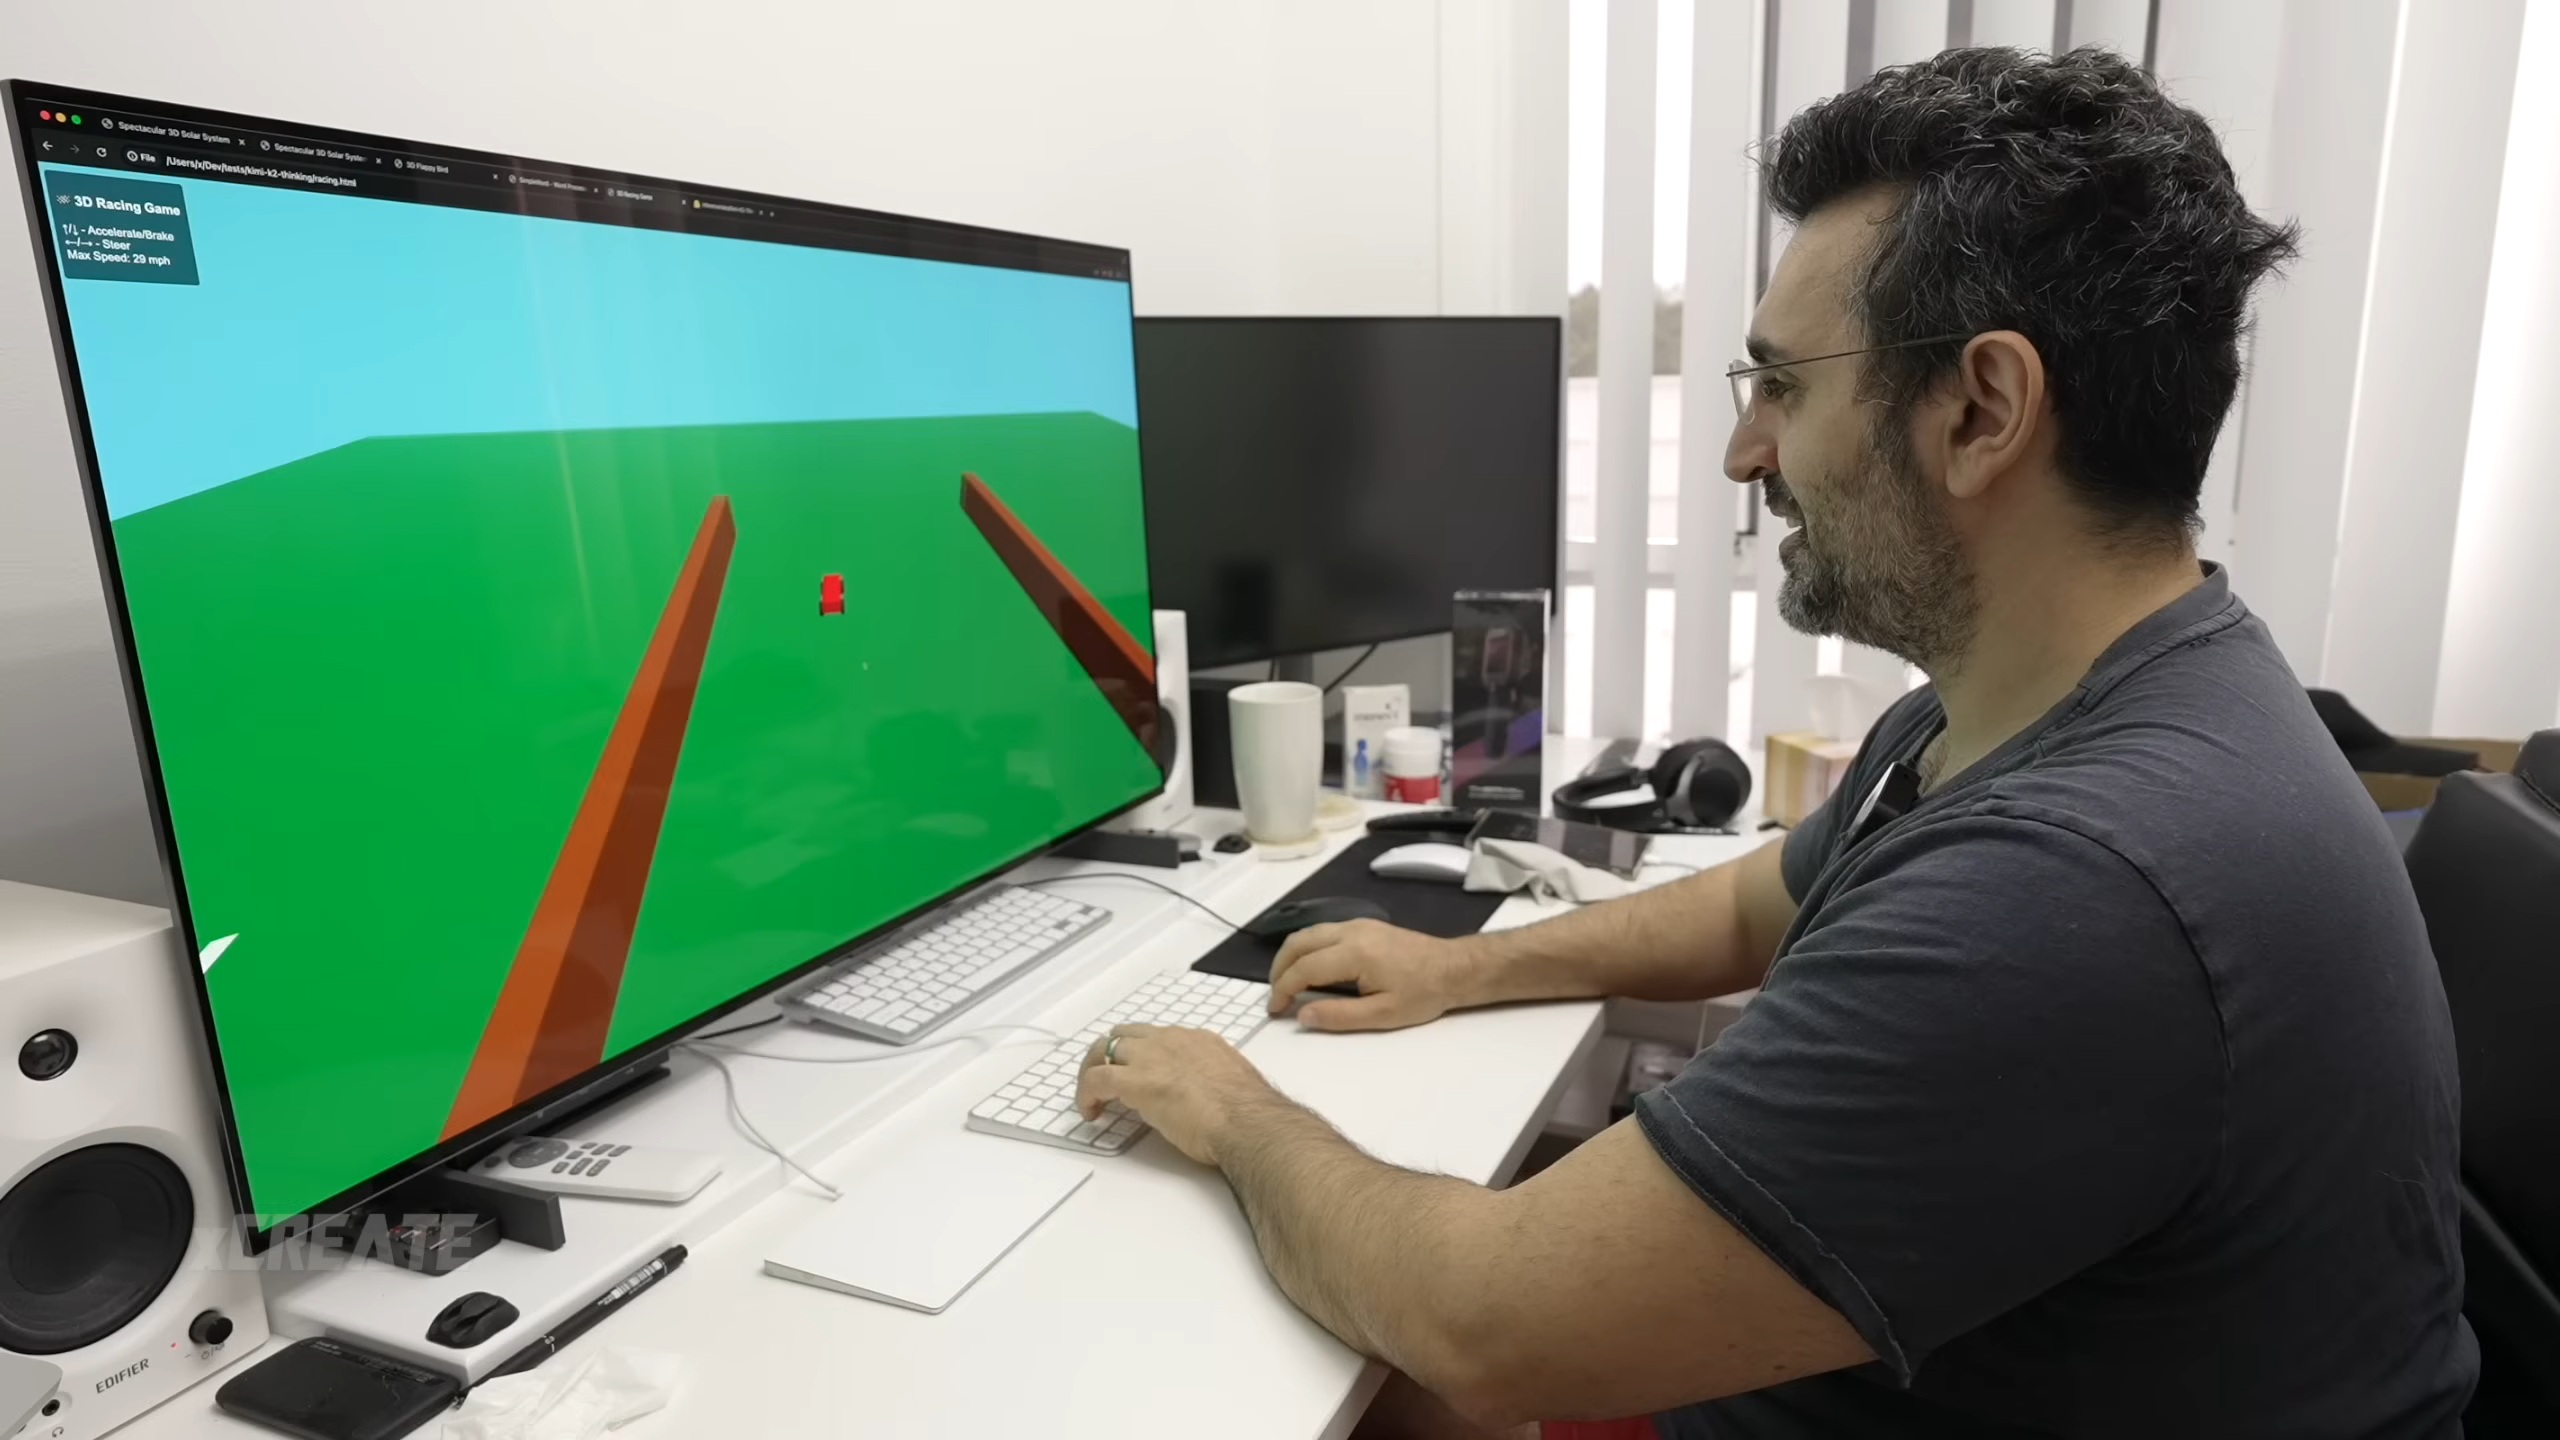 Spectacular 3D Solar System
Spectacular 3D Solar System
3D Flappy Bird
3D Racing Game
File /Users/x/Dev/tests/kimi-k2-thinking/racing.html
3D Racing Game
↑/↓ - Accelerate/Brake
←/→ - Steer
Max Speed: 29 mph
xCREATE
EDIFIER